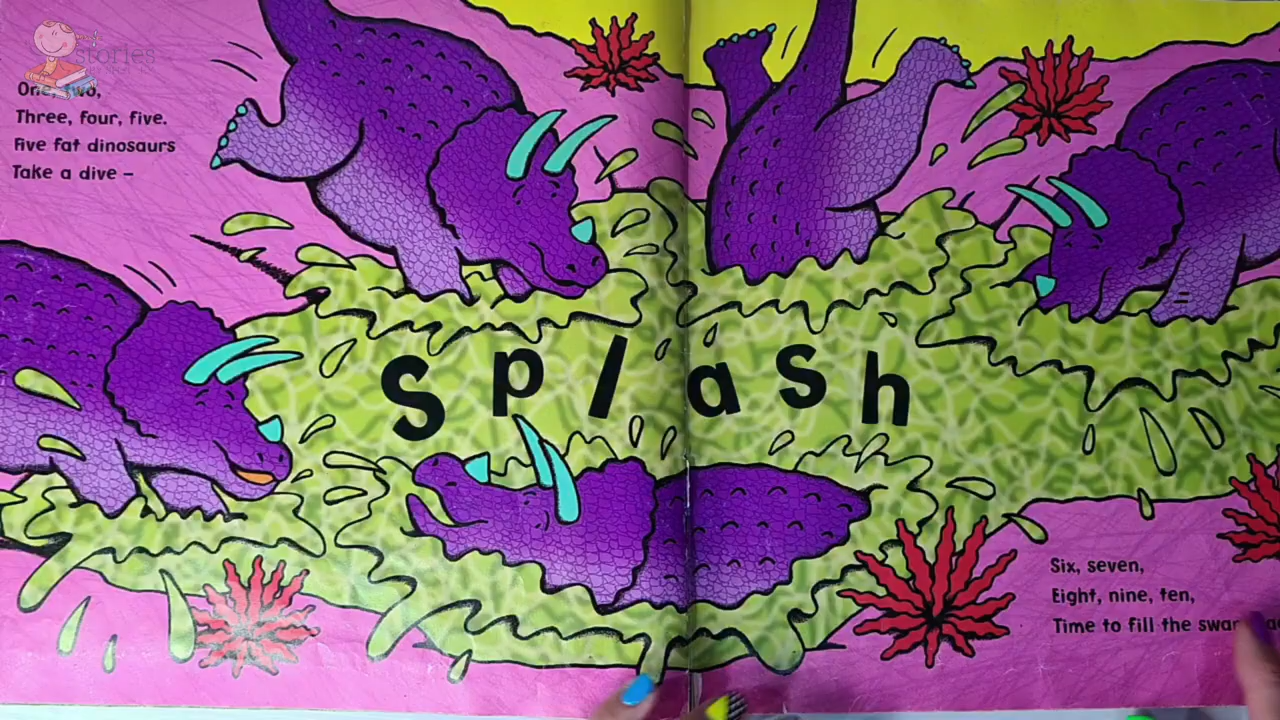 stories
One, two,
Three, four, five.
Five fat dinosaurs
Take a dive –
Splash
Six, seven,
Eight, nine, ten,
Time to fill the